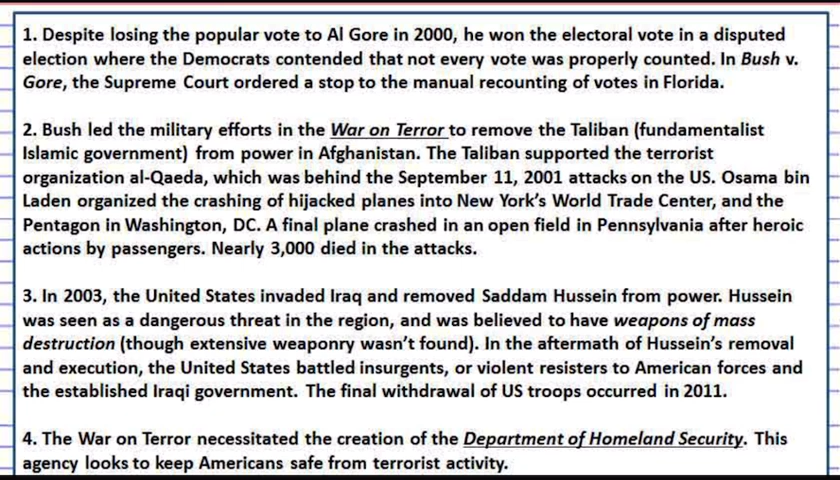 1. Despite losing the popular vote to Al Gore in 2000, he won the electoral vote in a disputed
election where the Democrats contended that not every vote was properly counted. In Bush v.
Gore, the Supreme Court ordered a stop to the manual recounting of votes in Florida.
2. Bush led the military efforts in the War on Terror to remove the Taliban (fundamentalist
Islamic government) from power in Afghanistan. The Taliban supported the terrorist
organization al-Qaeda, which was behind the September 11, 2001 attacks on the US. Osama bin
Laden organized the crashing of hijacked planes into New York's World Trade Center, and the
Pentagon in Washington, DC. A final plane crashed in an open field in Pennsylvania after heroic
actions by passengers. Nearly 3,000 died in the attacks.
3. In 2003, the United States invaded Iraq and removed Saddam Hussein from power. Hussein
was seen as a dangerous threat in the region, and was believed to have weapons of mass
destruction (though extensive weaponry wasn't found). In the aftermath of Hussein's removal
and execution, the United States battled insurgents, or violent resisters to American forces and
the established Iraqi government. The final withdrawal of US troops occurred in 2011.
4. The War on Terror necessitated the creation of the Department of Homeland Security. This
agency looks to keep Americans safe from terrorist activity.